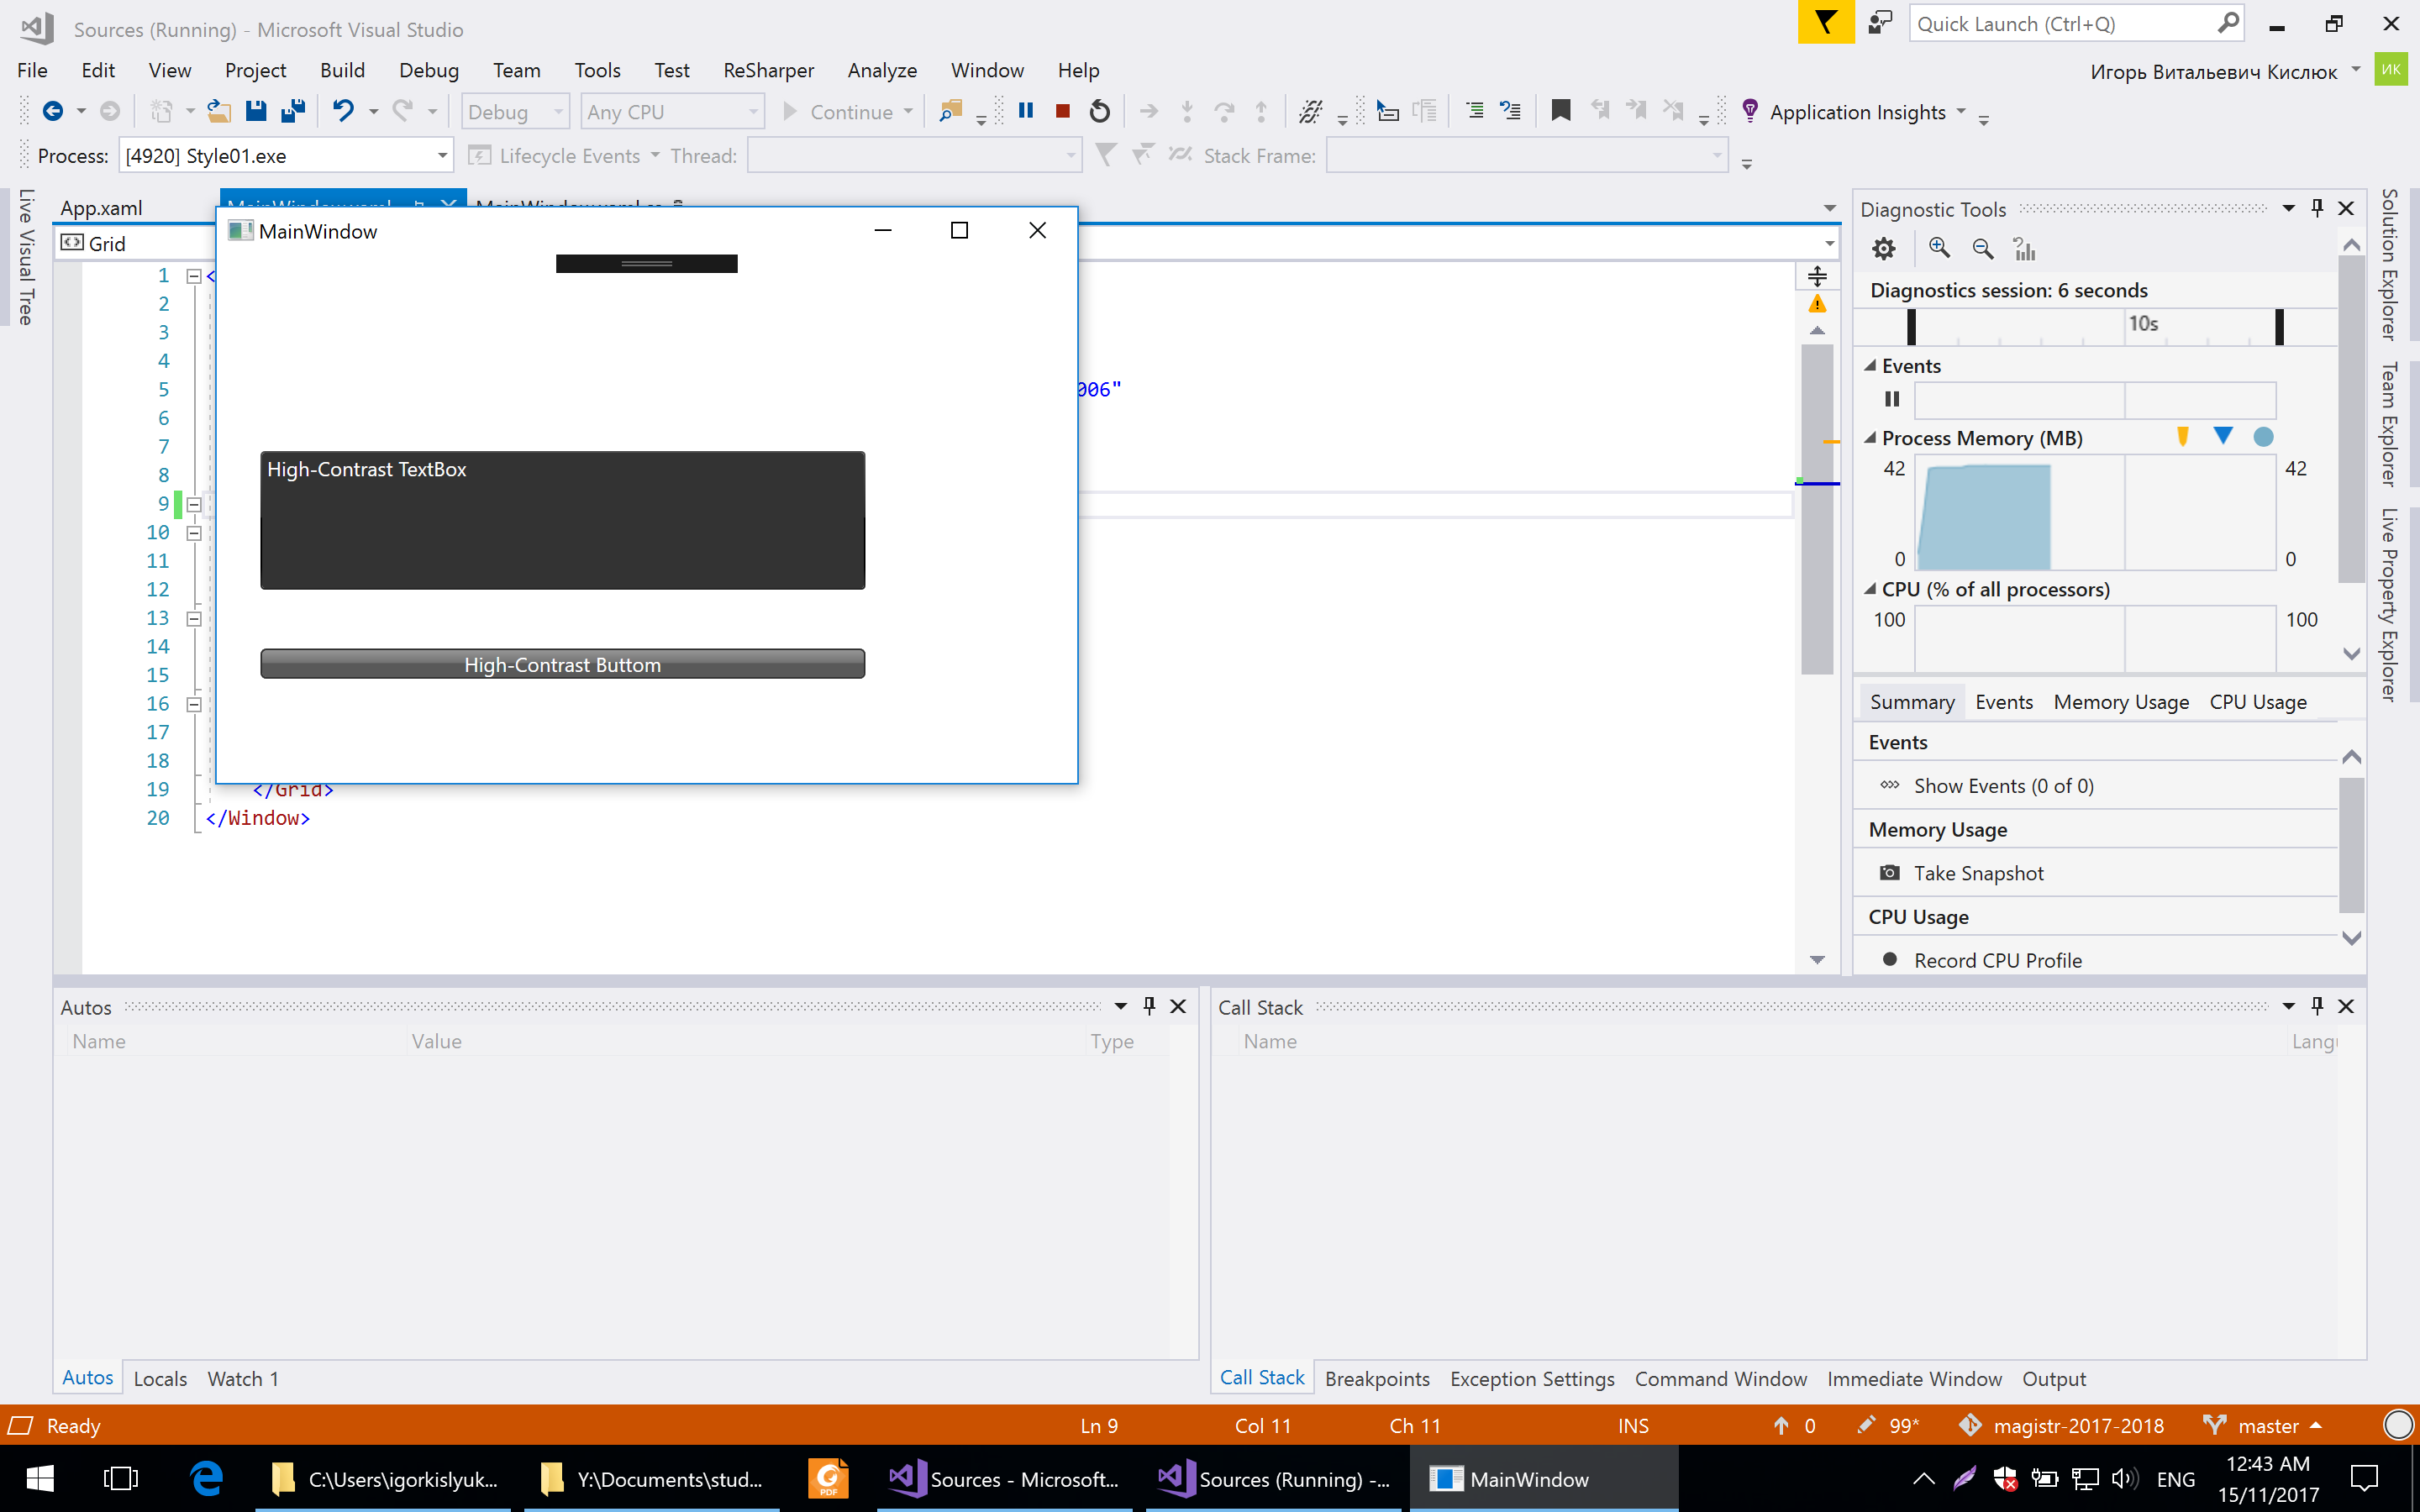 Sources (Running) - Microsoft Visual Studio
Quick Launch (Ctrl+Q)
File Edit View Project Build Debug Team Tools Test ReSharper Analyze Window Help
Игорь Витальевич Кислюк ИК
Debug Any CPU Continue Application Insights
Process: [4920] Style01.exe Lifecycle Events Thread: Stack Frame:
Live Visual Tree
App.xaml
MainWindow
Grid
1 <
2
3
4
5 006"
6
7
8
9
10
11
12
13
14
15
16
17
18
19 </Grid>
20 </Window>
High-Contrast TextBox
High-Contrast Buttom
Diagnostic Tools
Diagnostics session: 6 seconds
10s
Events
Process Memory (MB)
42 42
0 0
CPU (% of all processors)
100 100
Summary Events Memory Usage CPU Usage
Events
Show Events (0 of 0)
Memory Usage
Take Snapshot
CPU Usage
Record CPU Profile
Solution Explorer
Team Explorer
Live Property Explorer
Autos
Name Value Type
Autos Locals Watch 1
Call Stack
Name Langu
Call Stack Breakpoints Exception Settings Command Window Immediate Window Output
Ready Ln 9 Col 11 Ch 11 INS 0 99* magistr-2017-2018 master
PDF
C:\Users\igorkislyuk... Y:\Documents\stud... Sources - Microsoft... Sources (Running) -... MainWindow
ENG 12:43 AM
15/11/2017